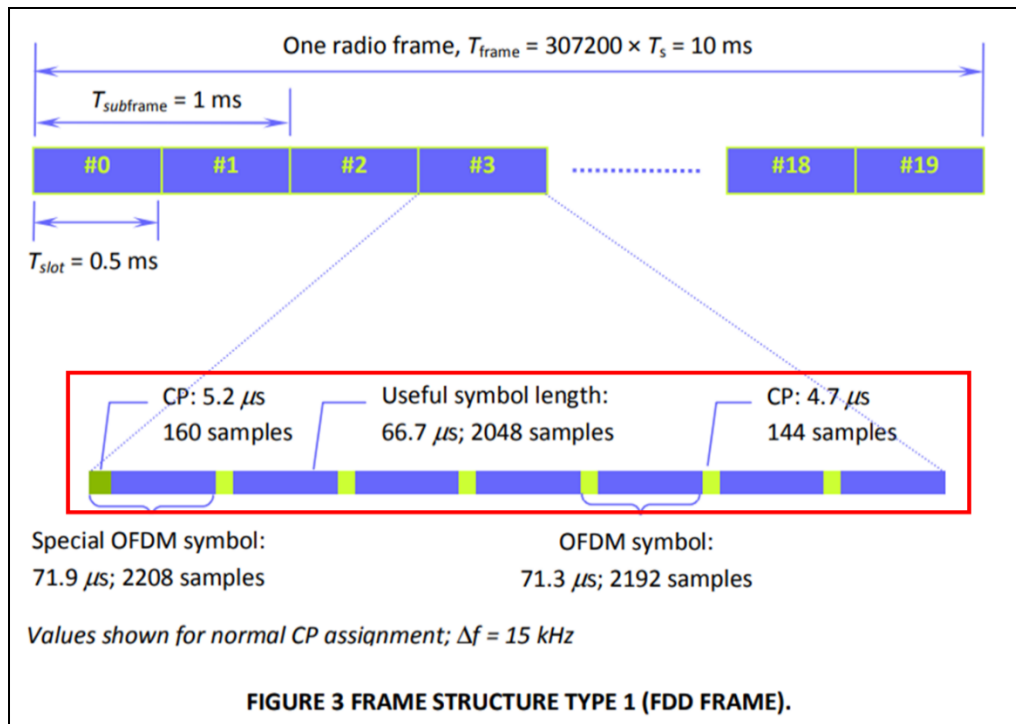 One radio frame, Tframe = 307200 × Ts = 10 ms
Tsubframe = 1 ms
#0 #1 #2 #3 #18 #19
Tslot = 0.5 ms
CP: 5.2 μs
160 samples
Useful symbol length:
66.7 μs; 2048 samples
CP: 4.7 μs
144 samples
Special OFDM symbol:
71.9 μs; 2208 samples
OFDM symbol:
71.3 μs; 2192 samples
Values shown for normal CP assignment; Δf = 15 kHz
FIGURE 3 FRAME STRUCTURE TYPE 1 (FDD FRAME).